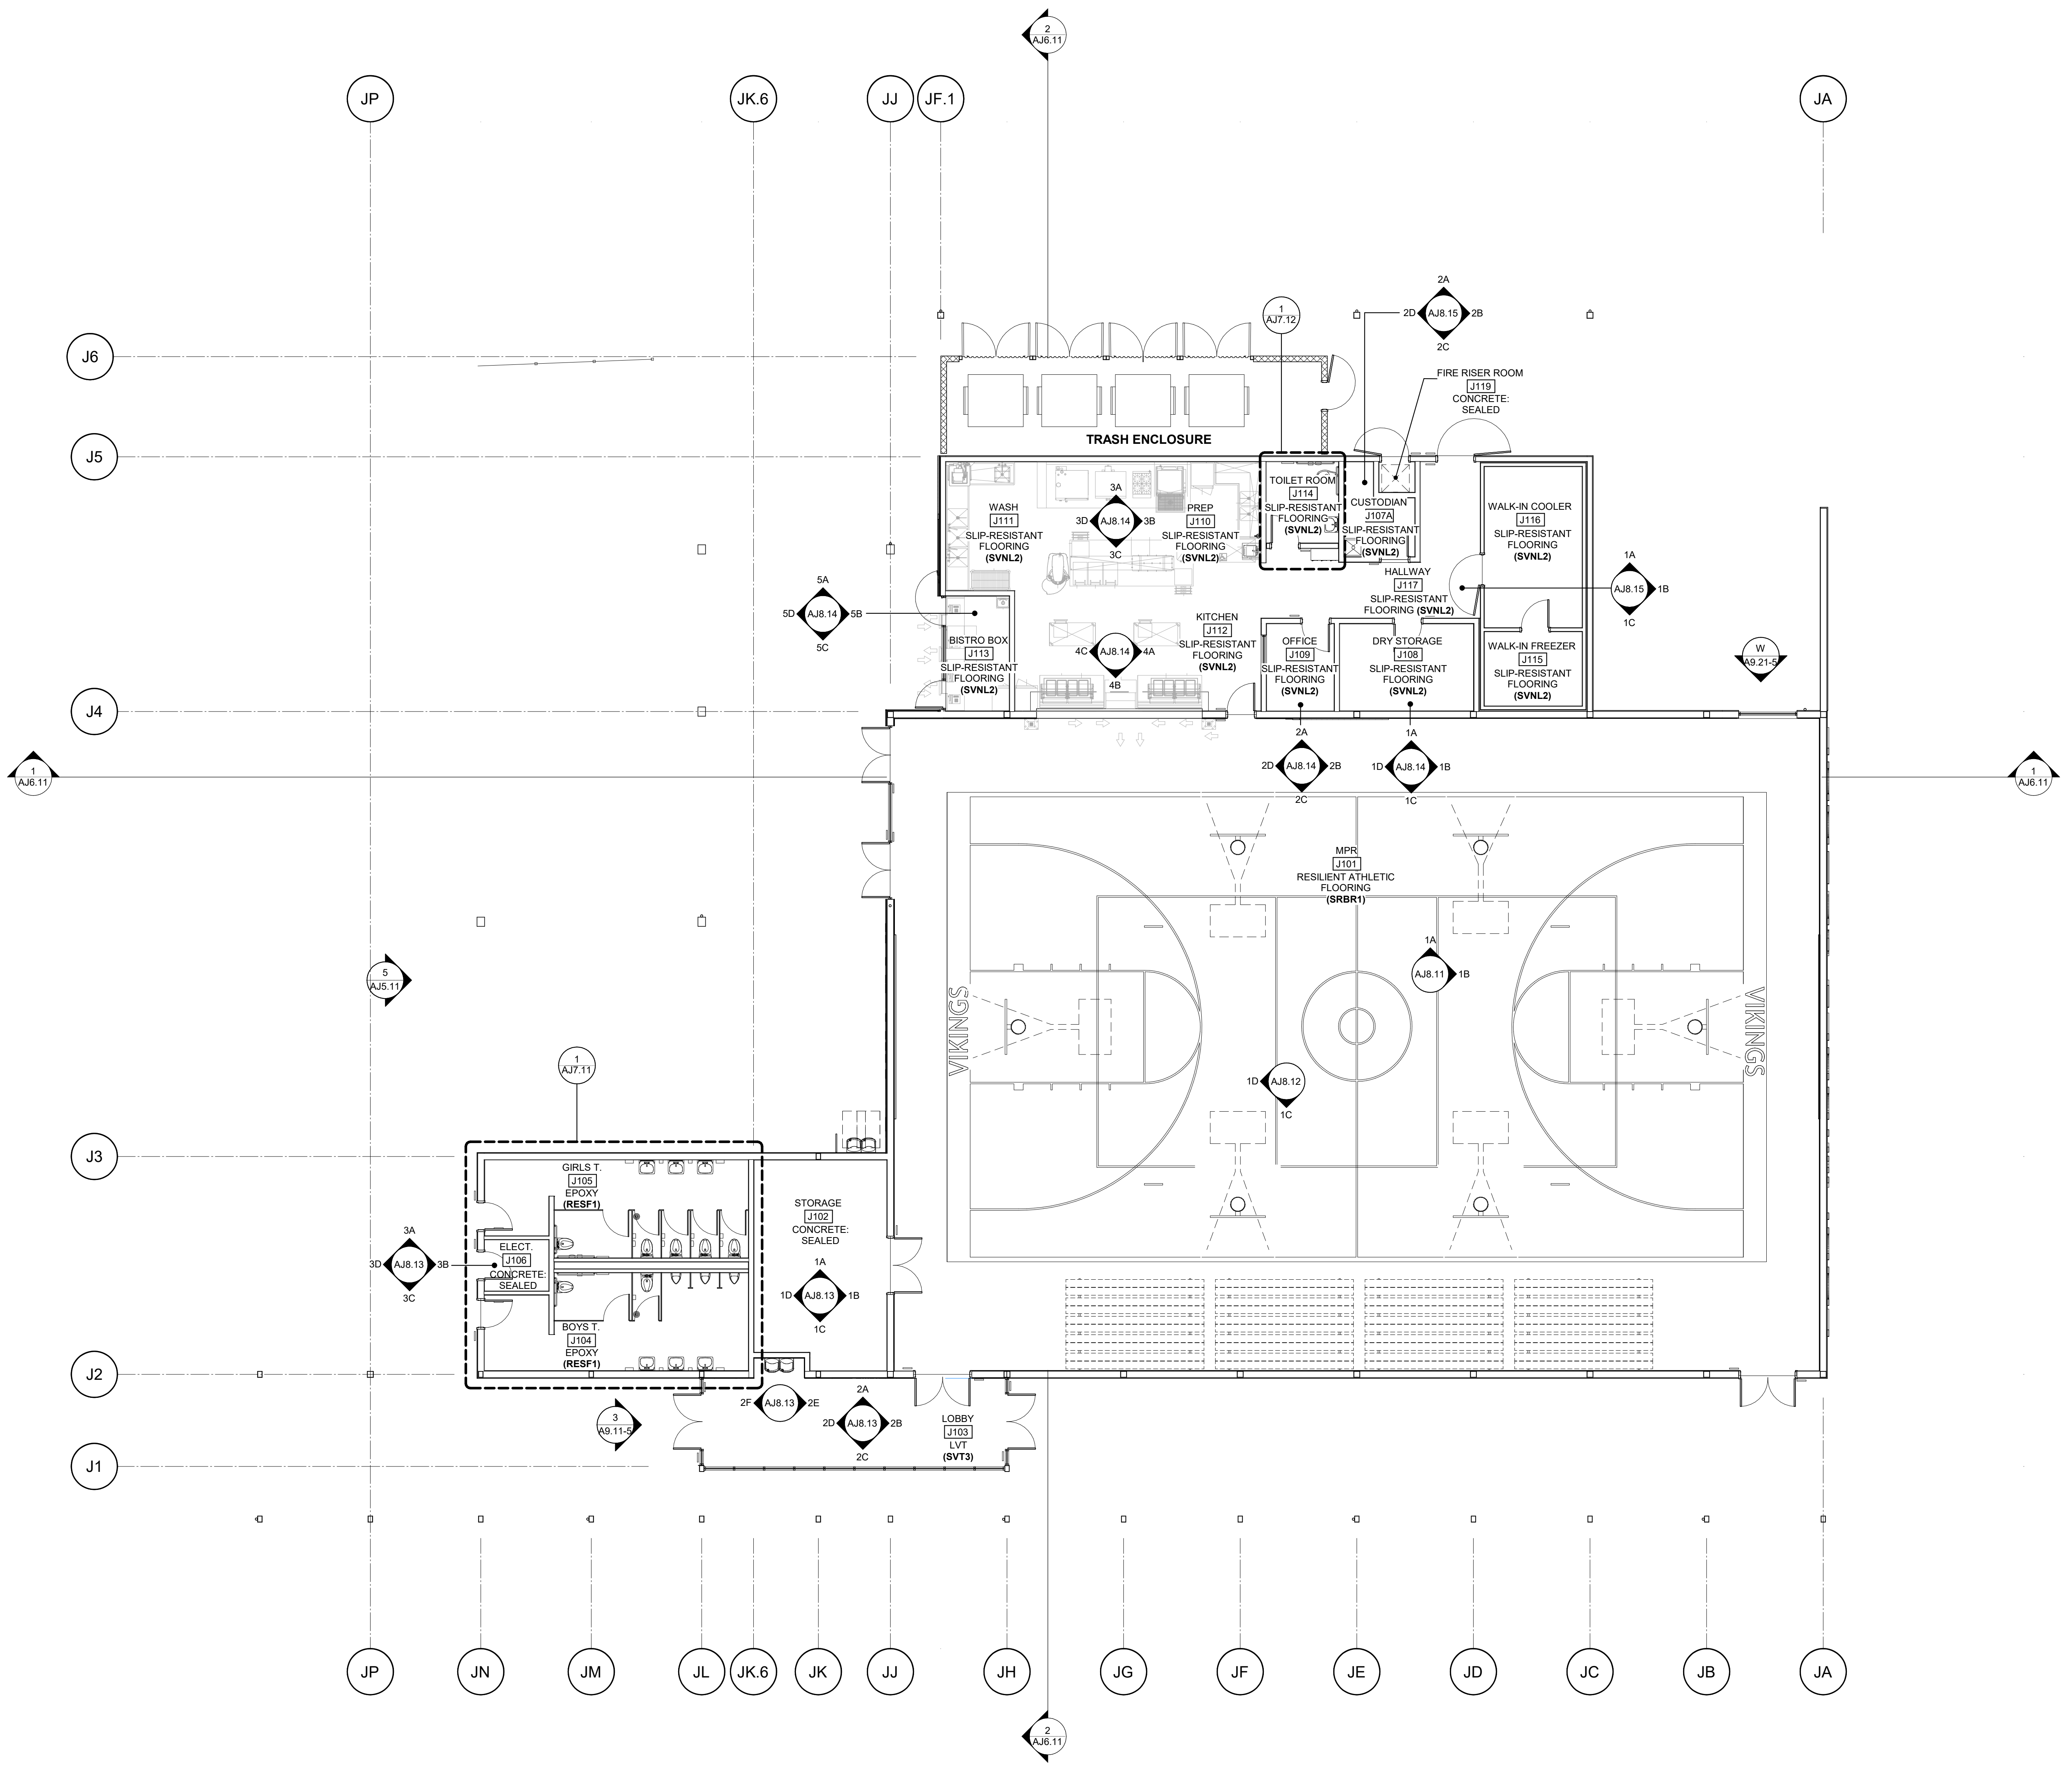 2
AJ6.11
JP
JK.6
JJ
JF.1
JA
2A
2D
AJ8.15
2B
2C
1
AJ7.12
J6
FIRE RISER ROOM
J119
CONCRETE:
SEALED
TRASH ENCLOSURE
J5
TOILET ROOM
J114
SLIP-RESISTANT
FLOORING
(SVNL2)
3A
3D
AJ8.14
3B
3C
WASH
J111
SLIP-RESISTANT
FLOORING
(SVNL2)
PREP
J110
SLIP-RESISTANT
FLOORING
(SVNL2)
CUSTODIAN
J107A
SLIP-RESISTANT
FLOORING
(SVNL2)
WALK-IN COOLER
J116
SLIP-RESISTANT
FLOORING
(SVNL2)
HALLWAY
J117
SLIP-RESISTANT
FLOORING (SVNL2)
1A
AJ8.15
1B
1C
5A
5D
AJ8.14
5B
5C
BISTRO BOX
J113
SLIP-RESISTANT
FLOORING
(SVNL2)
4C
AJ8.14
4A
4B
KITCHEN
J112
SLIP-RESISTANT
FLOORING
(SVNL2)
OFFICE
J109
SLIP-RESISTANT
FLOORING
(SVNL2)
DRY STORAGE
J108
SLIP-RESISTANT
FLOORING
(SVNL2)
WALK-IN FREEZER
J115
SLIP-RESISTANT
FLOORING
(SVNL2)
W
A9.21-5
J4
2A
2D
AJ8.14
2B
2C
1A
1D
AJ8.14
1B
1C
1
AJ6.11
1
AJ6.11
MPR
J101
RESILIENT ATHLETIC
FLOORING
(SRBR1)
1A
AJ8.11
1B
5
AJ5.11
VIKINGS
VIKINGS
1D
AJ8.12
1C
1
AJ7.11
J3
GIRLS T.
J105
EPOXY
(RESF1)
STORAGE
J102
CONCRETE:
SEALED
3A
3D
AJ8.13
3B
3C
ELECT.
J106
CONCRETE:
SEALED
1A
1D
AJ8.13
1B
1C
BOYS T.
J104
EPOXY
(RESF1)
J2
2F
AJ8.13
2E
2A
2D
AJ8.13
2B
2C
3
A9.11-5
LOBBY
J103
LVT
(SVT3)
J1
JP
JN
JM
JL
JK.6
JK
JJ
JH
JG
JF
JE
JD
JC
JB
JA
2
AJ6.11